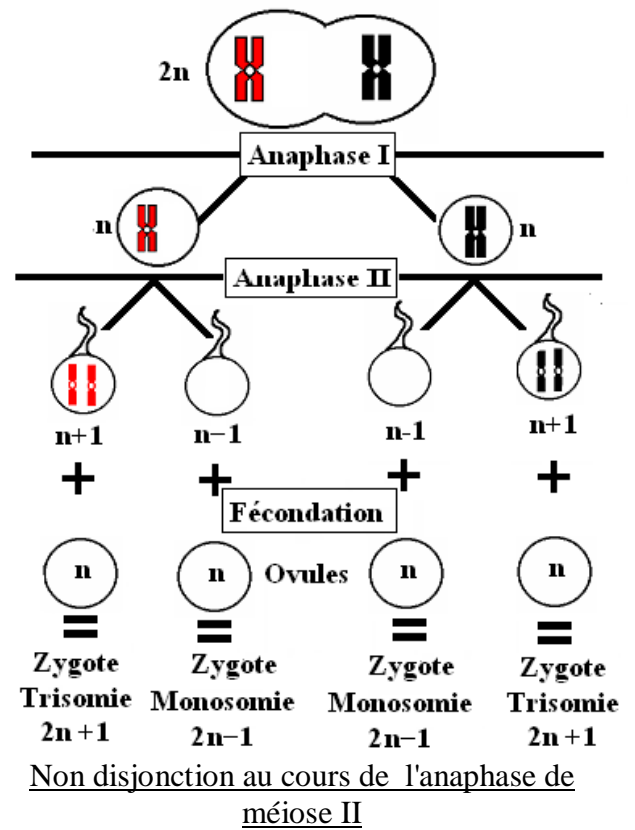 2n
Anaphase I
n n
Anaphase II
n+1 n−1 n-1 n+1
+ + + +
Fécondation
n n Ovules n n
= = = =
Zygote Zygote Zygote Zygote
Trisomie Monosomie Monosomie Trisomie
2n +1 2n−1 2n−1 2n +1
Non disjonction au cours de l'anaphase de
méiose II